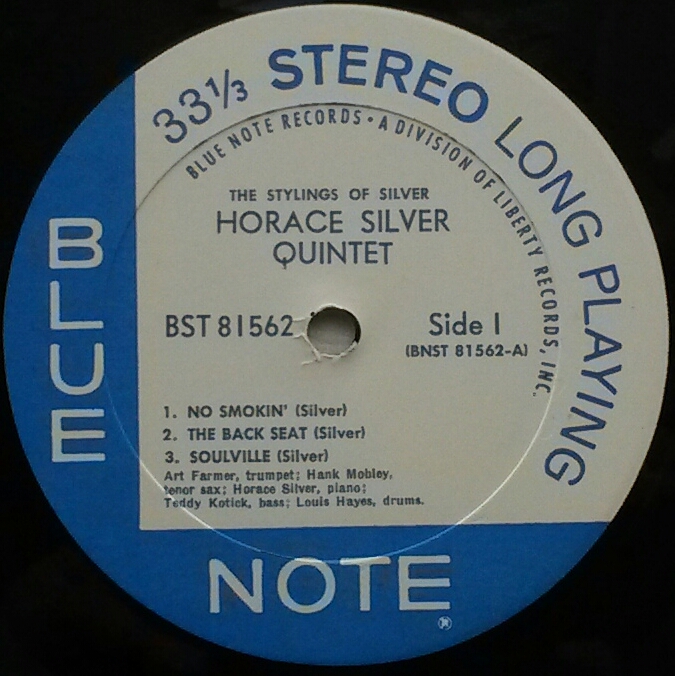 33⅓ STEREO LONG PLAYING
BLUE NOTE RECORDS • A DIVISION OF LIBERTY RECORDS, INC.
THE STYLINGS OF SILVER
HORACE SILVER
QUINTET
BST 81562
Side 1
(BNST 81562-A)
1. NO SMOKIN' (Silver)
2. THE BACK SEAT (Silver)
3. SOULVILLE (Silver)
Art Farmer, trumpet; Hank Mobley,
tenor sax; Horace Silver, piano;
Teddy Kotick, bass; Louis Hayes, drums.
BLUE
NOTE
®